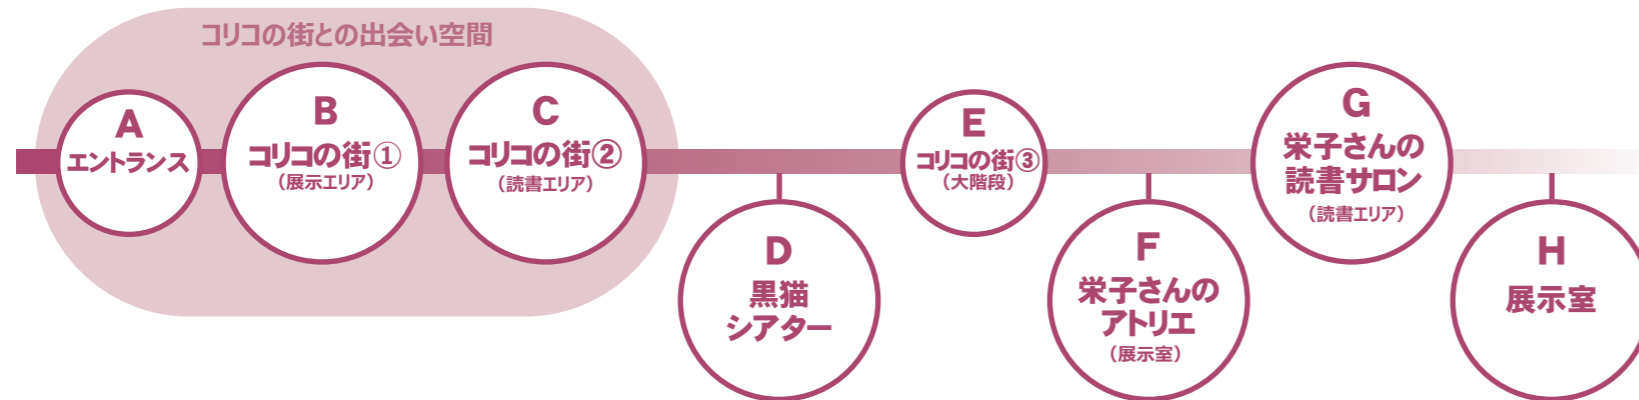 コリコの街との出会い空間
A
エントランス
B
コリコの街①
（展示エリア）
C
コリコの街②
（読書エリア）
D
黒猫
シアター
E
コリコの街③
（大階段）
F
栄子さんの
アトリエ
（展示室）
G
栄子さんの
読書サロン
（読書エリア）
H
展示室